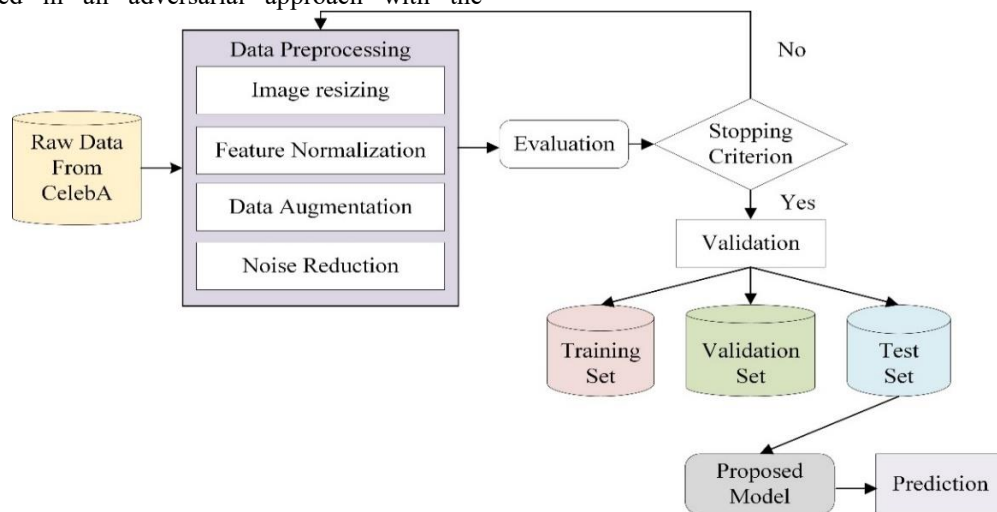 ed in an adversarial approach with the
Data Preprocessing
Image resizing
Feature Normalization
Data Augmentation
Noise Reduction
Raw Data
From
CelebA
Evaluation
Stopping
Criterion
No
Yes
Validation
Training
Set
Validation
Set
Test
Set
Proposed
Model
Prediction